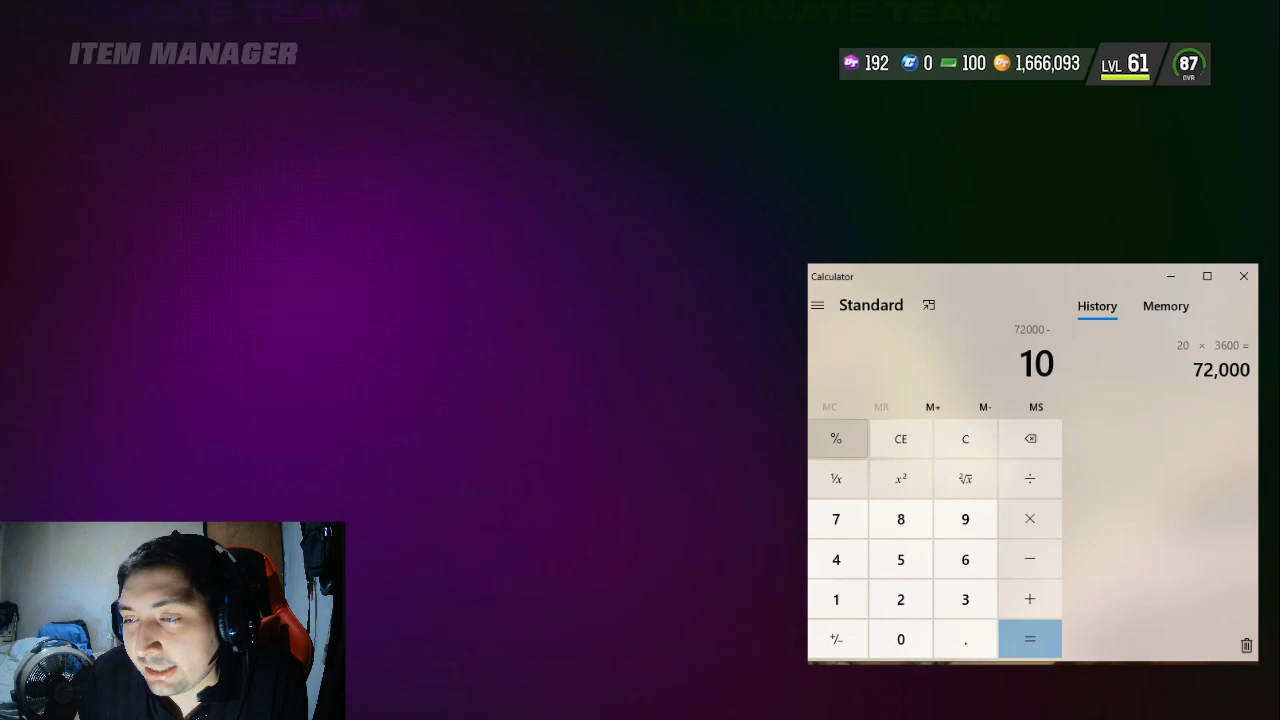 ULTIMATE TEAM
ITEM MANAGER
192 0 100 1,666,093 LVL 61 87
OVR
Calculator
Standard
History Memory
72000 -
10
20 × 3600 =
72,000
MC MR M+ M- MS
% CE C
¹/x x² ²√x ÷
7 8 9 ×
4 5 6 −
1 2 3 +
+/− 0 . =